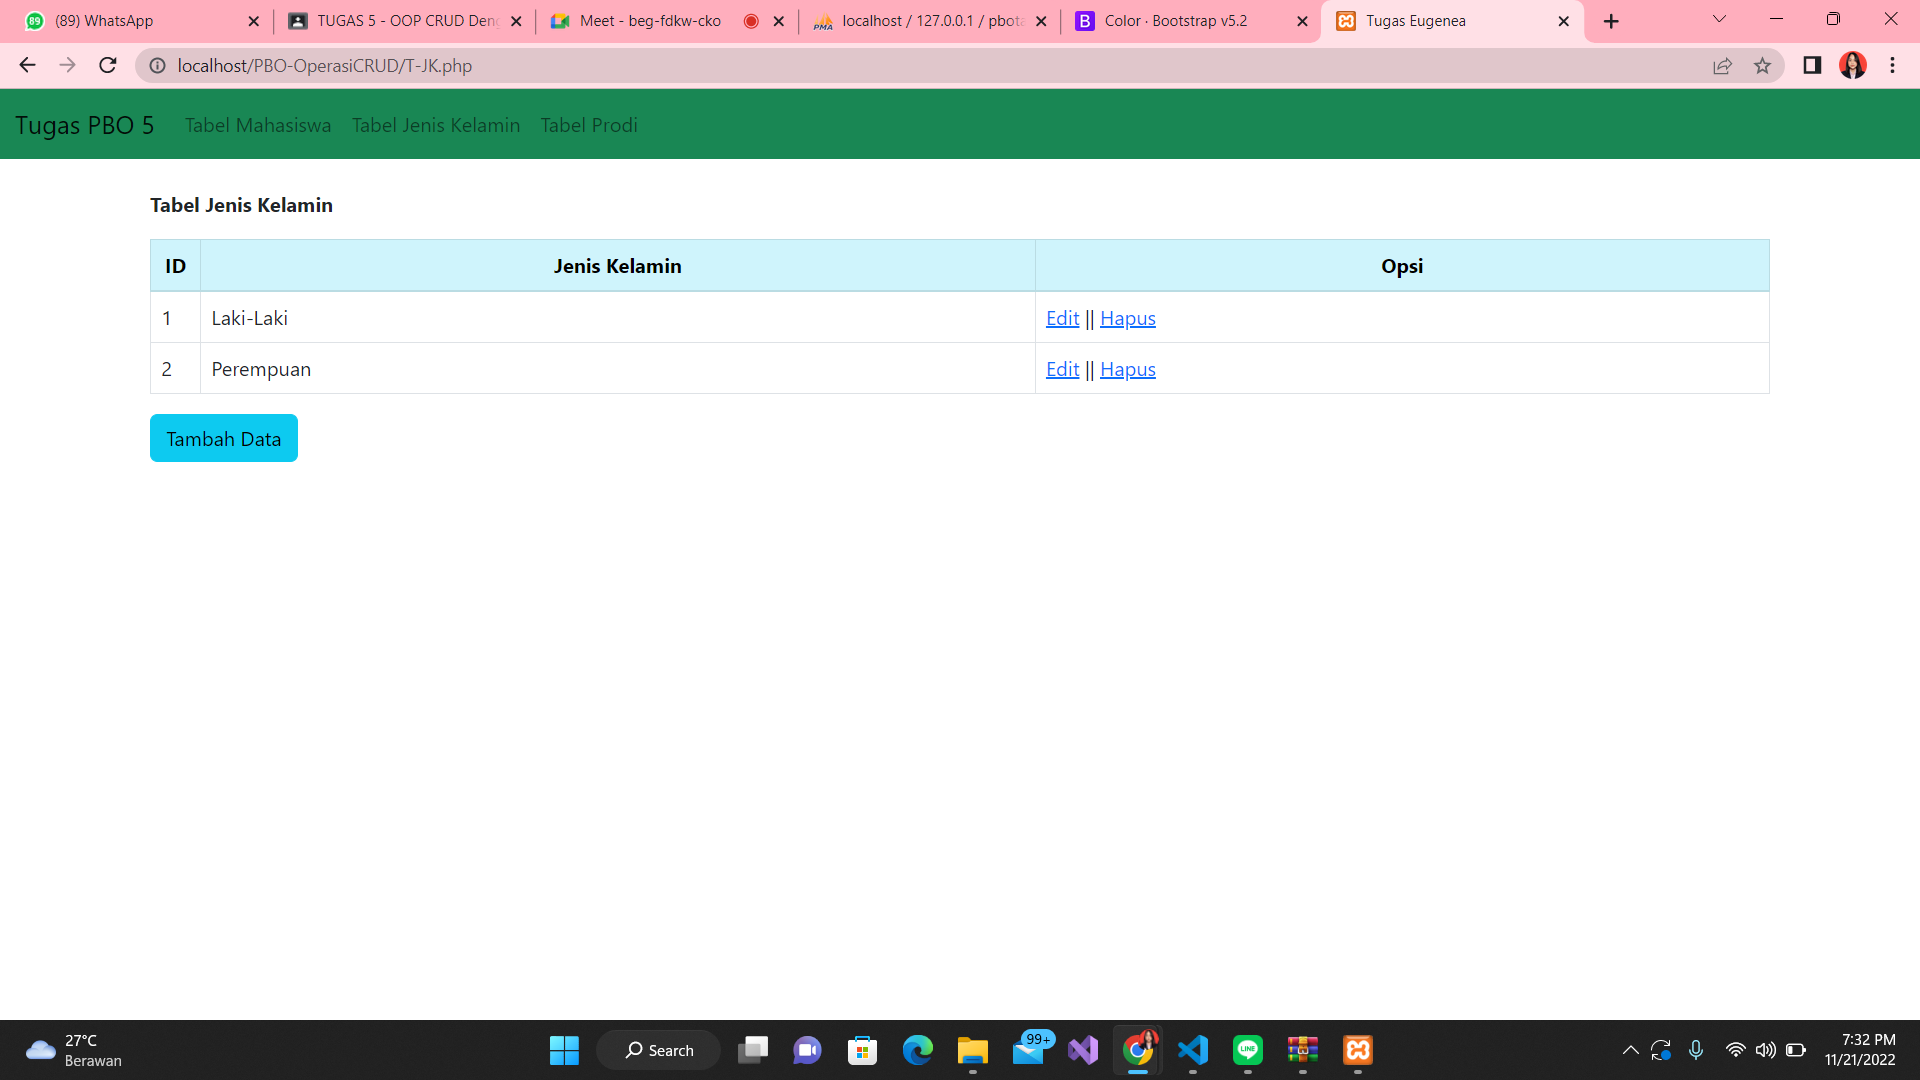 (89) WhatsApp
TUGAS 5 - OOP CRUD Deng
Meet - beg-fdkw-cko
localhost / 127.0.0.1 / pbota
Color · Bootstrap v5.2
Tugas Eugenea
localhost/PBO-OperasiCRUD/T-JK.php
Tugas PBO 5 Tabel Mahasiswa Tabel Jenis Kelamin Tabel Prodi
Tabel Jenis Kelamin
ID Jenis Kelamin Opsi
1 Laki-Laki Edit || Hapus
2 Perempuan Edit || Hapus
Tambah Data
27°C
Berawan
Search
99+
7:32 PM
11/21/2022